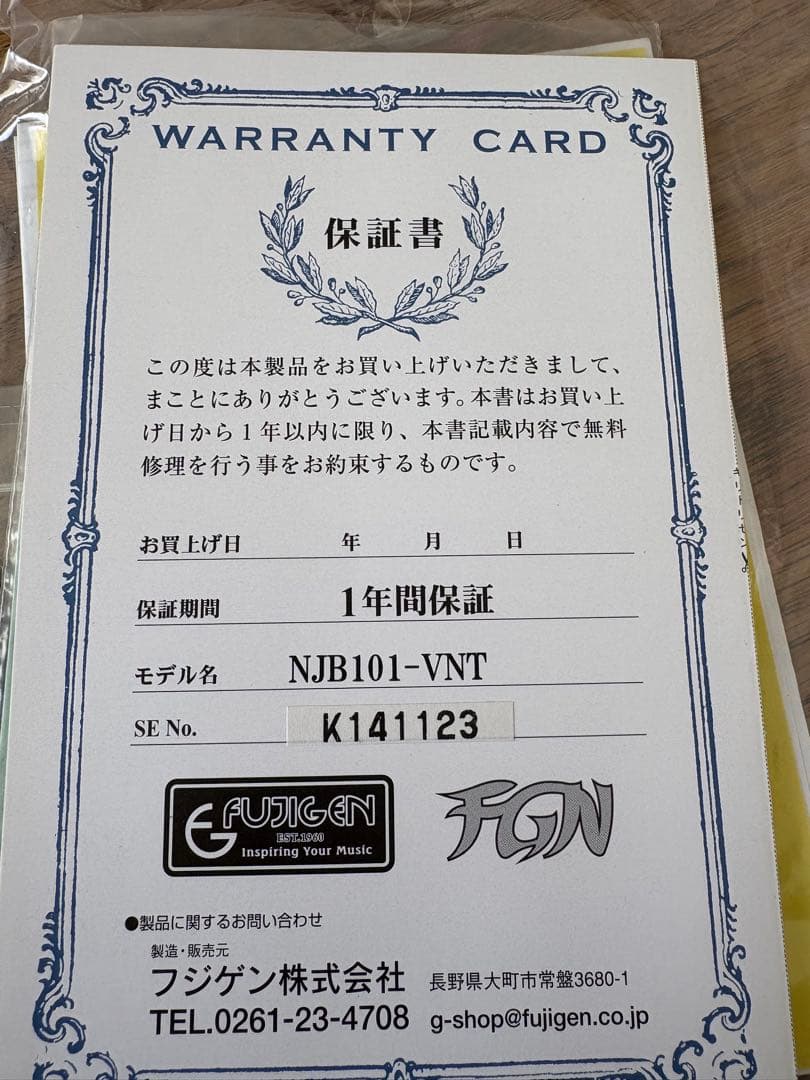 WARRANTY CARD
保証書
この度は本製品をお買い上げいただきまして、
まことにありがとうございます。本書はお買い上
げ日から1年以内に限り、本書記載内容で無料
修理を行う事をお約束するものです。
お買上げ日 年 月 日
保証期間 1年間保証
モデル名 NJB101-VNT
SE No. K141123
FUJIGEN
EST.1960
Inspiring Your Music
FGN
●製品に関するお問い合わせ
製造・販売元
フジゲン株式会社 長野県大町市常盤3680-1
TEL.0261-23-4708 g-shop@fujigen.co.jp
キリトリセン